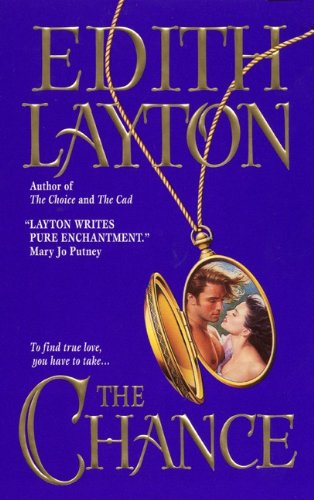 EDITH
LAYTON
Author of
The Choice and The Cad
"LAYTON WRITES
PURE ENCHANTMENT."
Mary Jo Putney
To find true love,
you have to take...
THE
CHANCE